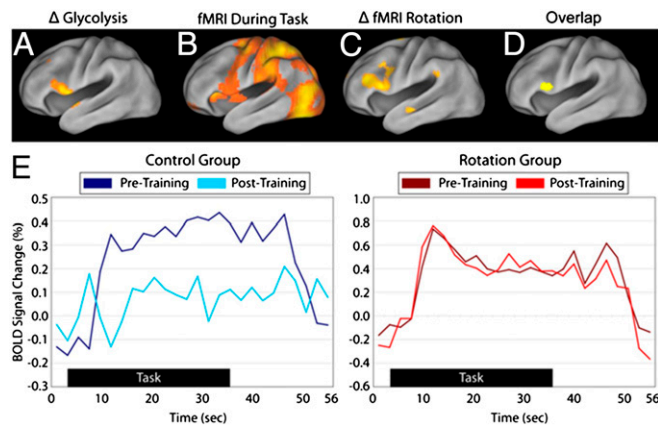 Δ Glycolysis
fMRI During Task
Δ fMRI Rotation
Overlap
A
B
C
D
E
Control Group
Pre-Training
Post-Training
0.5
0.4
0.3
0.2
0.1
0.0
-0.1
-0.2
-0.3
BOLD Signal Change (%)
Task
0
10
20
30
40
50
56
Time (sec)
Rotation Group
Pre-Training
Post-Training
1.0
0.8
0.6
0.4
0.2
0.0
-0.2
-0.4
-0.6
Task
0
10
20
30
40
50
56
Time (sec)